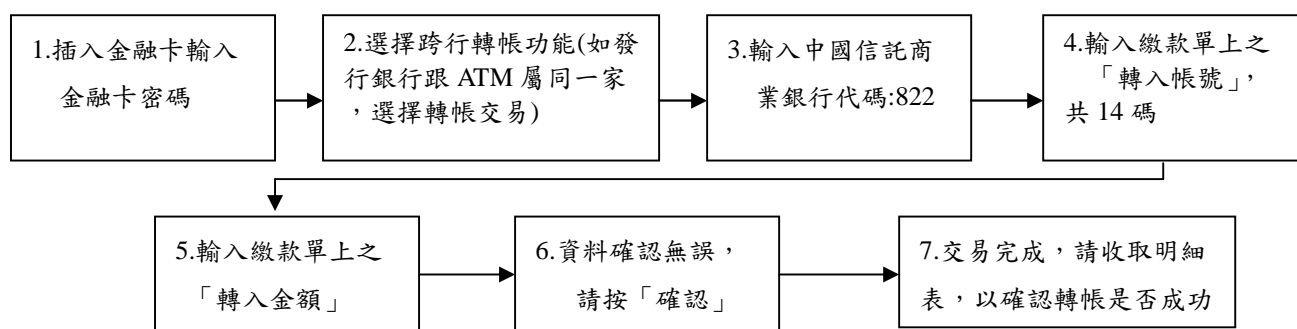 1.插入金融卡輸入
金融卡密碼
2.選擇跨行轉帳功能(如發
行銀行跟 ATM 屬同一家
，選擇轉帳交易)
3.輸入中國信託商
業銀行代碼:822
4.輸入繳款單上之
「轉入帳號」,
共 14 碼
5.輸入繳款單上之
「轉入金額」
6.資料確認無誤，
請按「確認」
7.交易完成，請收取明細
表，以確認轉帳是否成功